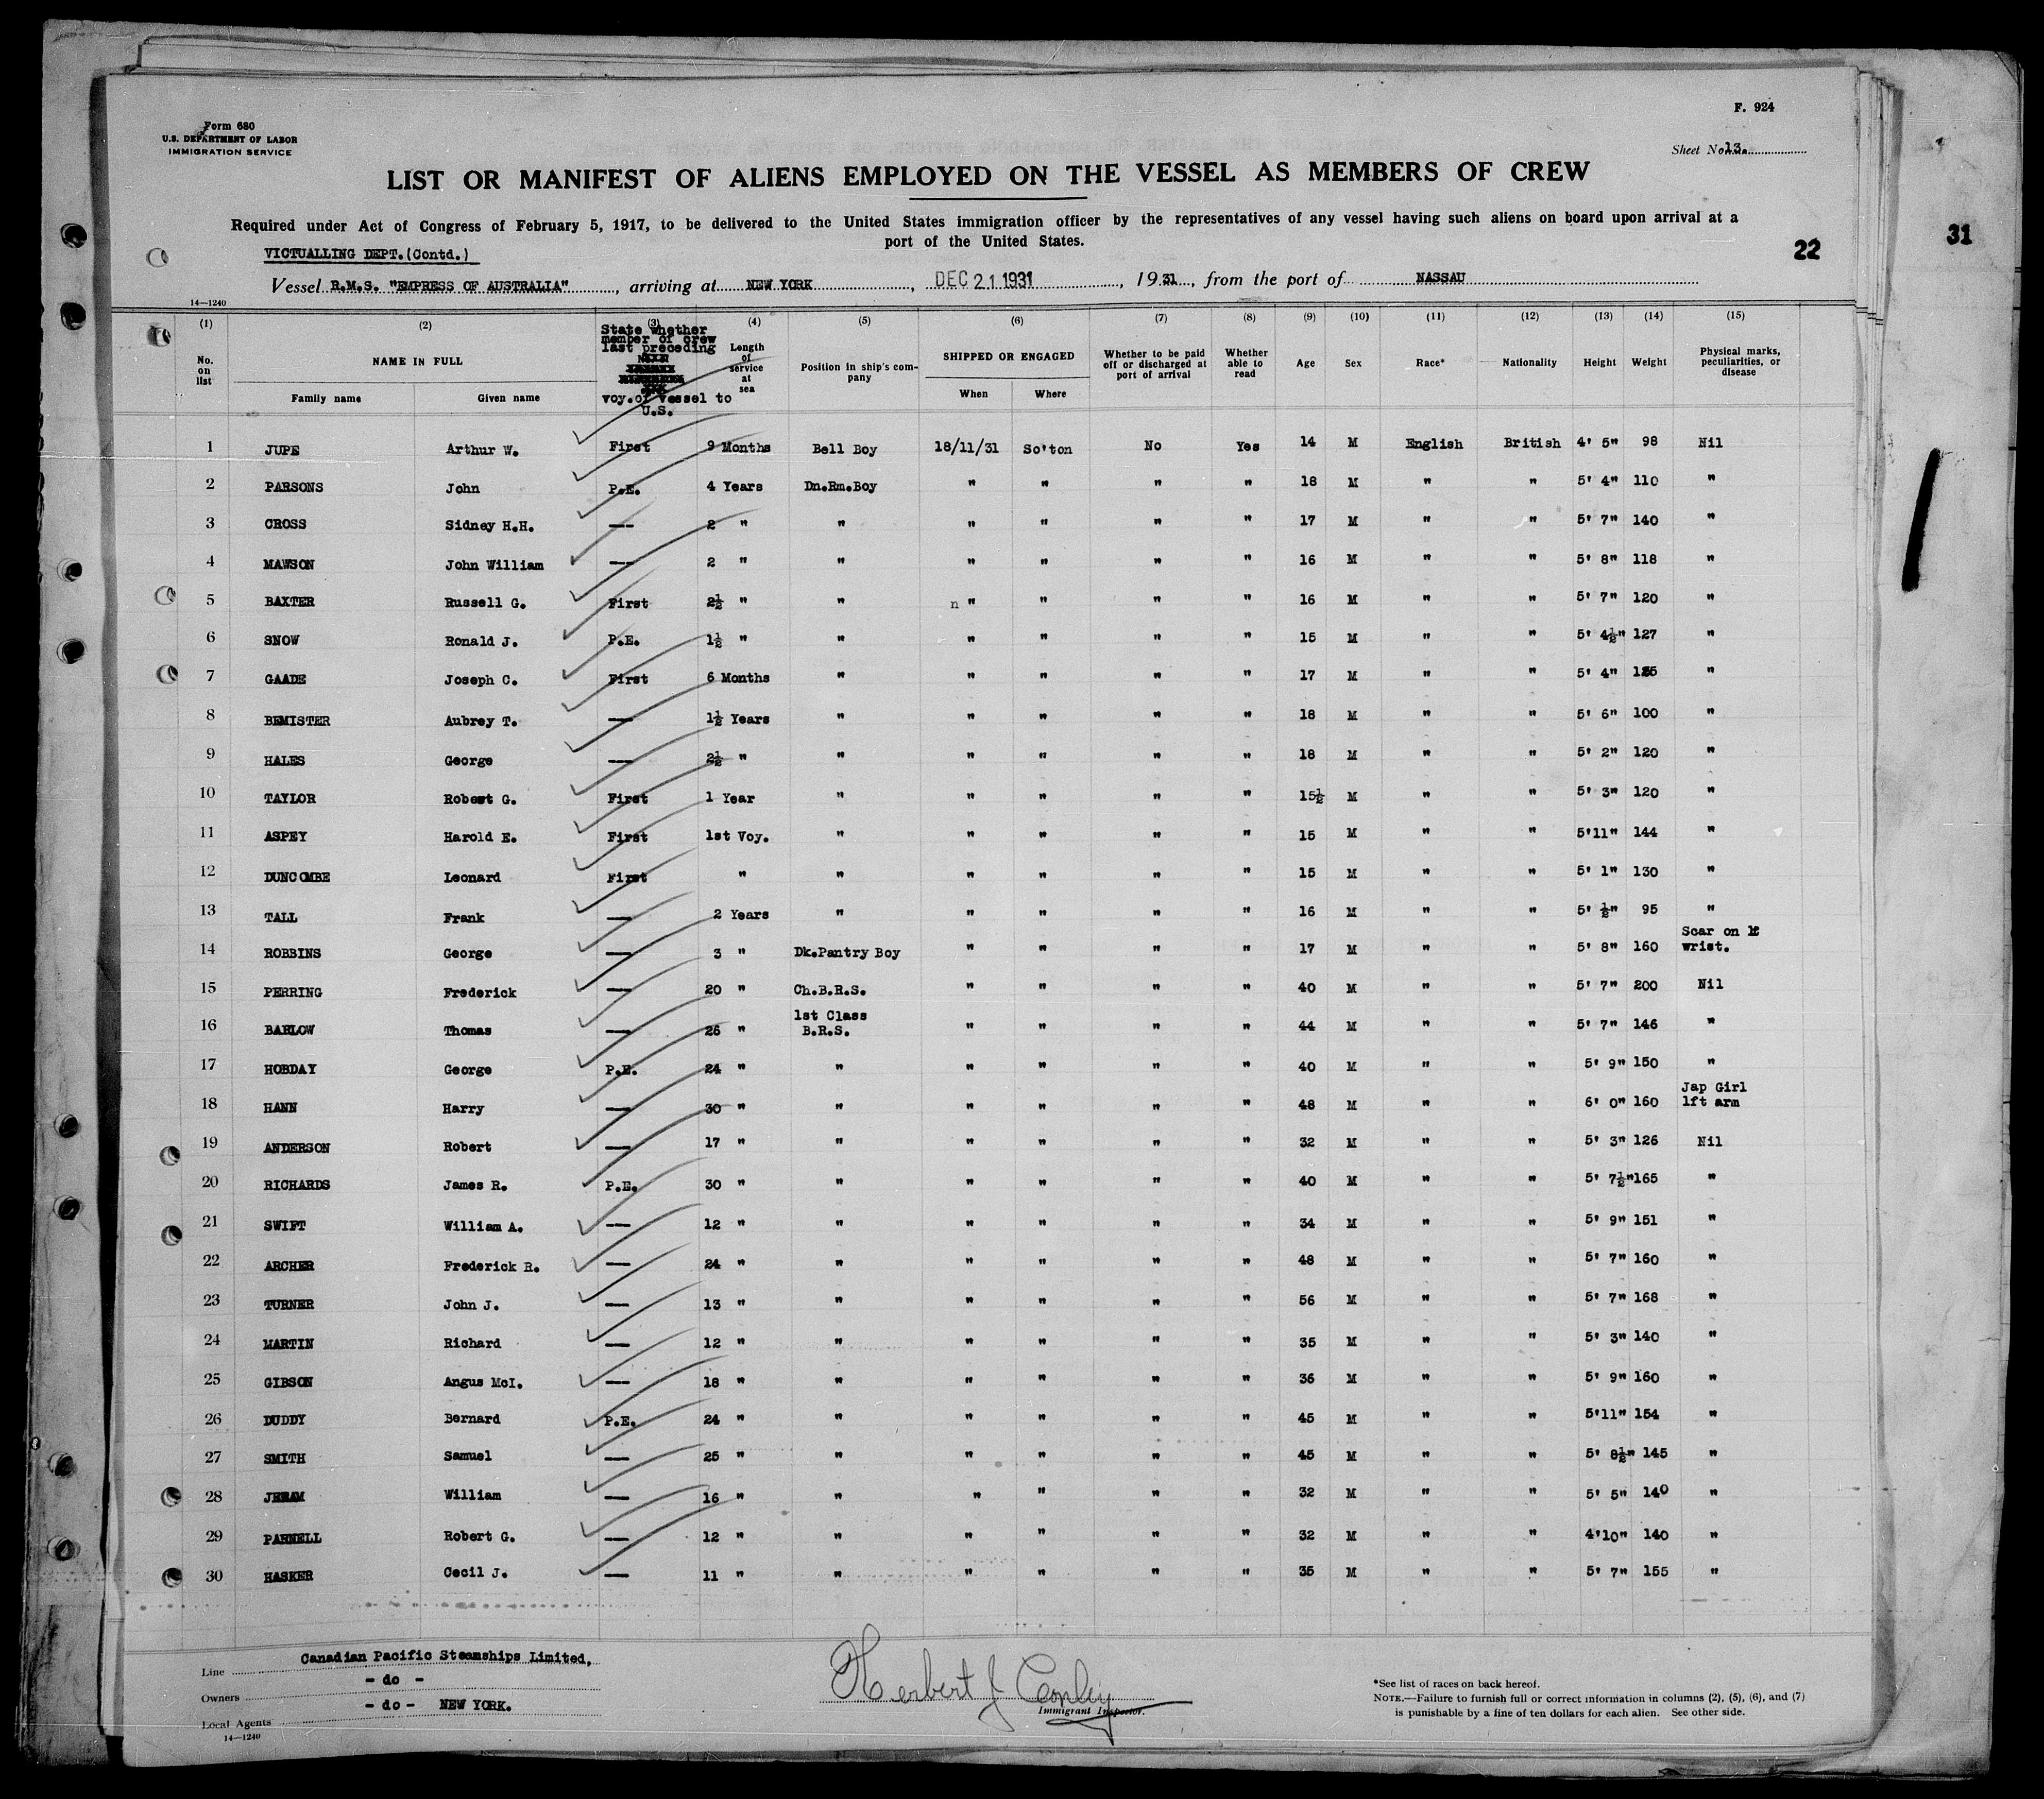 F. 924
Form 680
U.S. DEPARTMENT OF LABOR
IMMIGRATION SERVICE
Sheet No. 13.
LIST OR MANIFEST OF ALIENS EMPLOYED ON THE VESSEL AS MEMBERS OF CREW
Required under Act of Congress of February 5, 1917, to be delivered to the United States immigration officer by the representatives of any vessel having such aliens on board upon arrival at a
port of the United States.
22
31
VICTUALLING DEPT.(Contd.)
Vessel R.M.S. "EMPRESS OF AUSTRALIA", arriving at NEW YORK, DEC 21 1931, 1931, from the port of NASSAU
14—1240
(1) (2) (3) (4) (5) (6) (7) (8) (9) (10) (11) (12) (13) (14) (15)
No. on list
NAME IN FULL
Family name Given name
State whether member of crew last preceding voy. of vessel to U.S.
Length of service at sea
Position in ship's company
SHIPPED OR ENGAGED
When Where
Whether to be paid off or discharged at port of arrival
Whether able to read
Age Sex Race* Nationality Height Weight
Physical marks, peculiarities, or disease
1 JUPE Arthur W. First 9 Months Bell Boy 18/11/31 So'ton No Yes 14 M English British 4' 5" 98 Nil
2 PARSONS John P.E. 4 Years Dn.Rm.Boy " " " " 18 M " " 5' 4" 110 "
3 CROSS Sidney H.H. — 2 " " " " " " 17 M " " 5' 7" 140 "
4 MAWSON John William — 2 " " " " " " 16 M " " 5' 8" 118 "
5 BAXTER Russell G. First 2½ " " n " " " " 16 M " " 5' 7" 120 "
6 SNOW Ronald J. P.E. 1½ " " " " " " 15 M " " 5' 4½" 127 "
7 GAADE Joseph C. First 6 Months " " " " " 17 M " " 5' 4" "
8 BEMISTER Aubrey T. — 1½ Years " " " " " 18 M " " 5' 6" 100 "
9 HALES George — 2½ " " " " " " 18 M " " 5' 2" 120 "
10 TAYLOR Robert G. First 1 Year " " " " " 15½ M " " 5' 3" 120 "
11 ASPEY Harold E. First 1st Voy. " " " " " 15 M " " 5'11" 144 "
12 DUNCOMBE Leonard First " " " " " " 15 M " " 5' 1" 130 "
13 TALL Frank — 2 Years " " " " " 16 M " " 5' ½" 95 "
14 ROBBINS George — 3 " Dk.Pantry Boy " " " " 17 M " " 5' 8" 160 Scar on wrist.
15 PERRING Frederick — 20 " Ch.B.R.S. " " " " 40 M " " 5' 7" 200 Nil
16 BARLOW Thomas — 26 " 1st Class B.R.S. " " " " 44 M " " 5' 7" 146 "
17 HOBDAY George P.E. 24 " " " " " " 40 M " " 5' 9" 150 "
18 HANN Harry — 30 " " " " " " 48 M " " 6' 0" 160 Jap Girl lft arm
19 ANDERSON Robert — 17 " " " " " " 32 M " " 5' 3" 126 Nil
20 RICHARDS James R. P.E. 30 " " " " " " 40 M " " 5' 7½" 165 "
21 SWIFT William A. — 12 " " " " " " 34 M " " 5' 9" 151 "
22 ARCHER Frederick R. — 24 " " " " " " 48 M " " 5' 7" 160 "
23 TURNER John J. — 13 " " " " " " 56 M " " 5' 7" 168 "
24 MARTIN Richard — 12 " " " " " " 35 M " " 5' 3" 140 "
25 GIBSON Angus McI. — 18 " " " " " " 36 M " " 5' 9" 160 "
26 DUDDY Bernard P.E. 24 " " " " " " 45 M " " 5'11" 154 "
27 SMITH Samuel — 25 " " " " " " 45 M " " 5' 8½" 145 "
28 JERAM William — 16 " " " " " " 32 M " " 5' 5" 140 "
29 PARNELL Robert G. — 12 " " " " " " 32 M " " 4'10" 140 "
30 HASKER Cecil J. — 11 " " " " " " 35 M " " 5' 7" 155 "
Line Canadian Pacific Steamships Limited,
Owners - do -
Local Agents - do - NEW YORK.
14—1240
Herbert J Conley
Immigrant Inspector.
*See list of races on back hereof.
NOTE.—Failure to furnish full or correct information in columns (2), (5), (6), and (7)
is punishable by a fine of ten dollars for each alien. See other side.